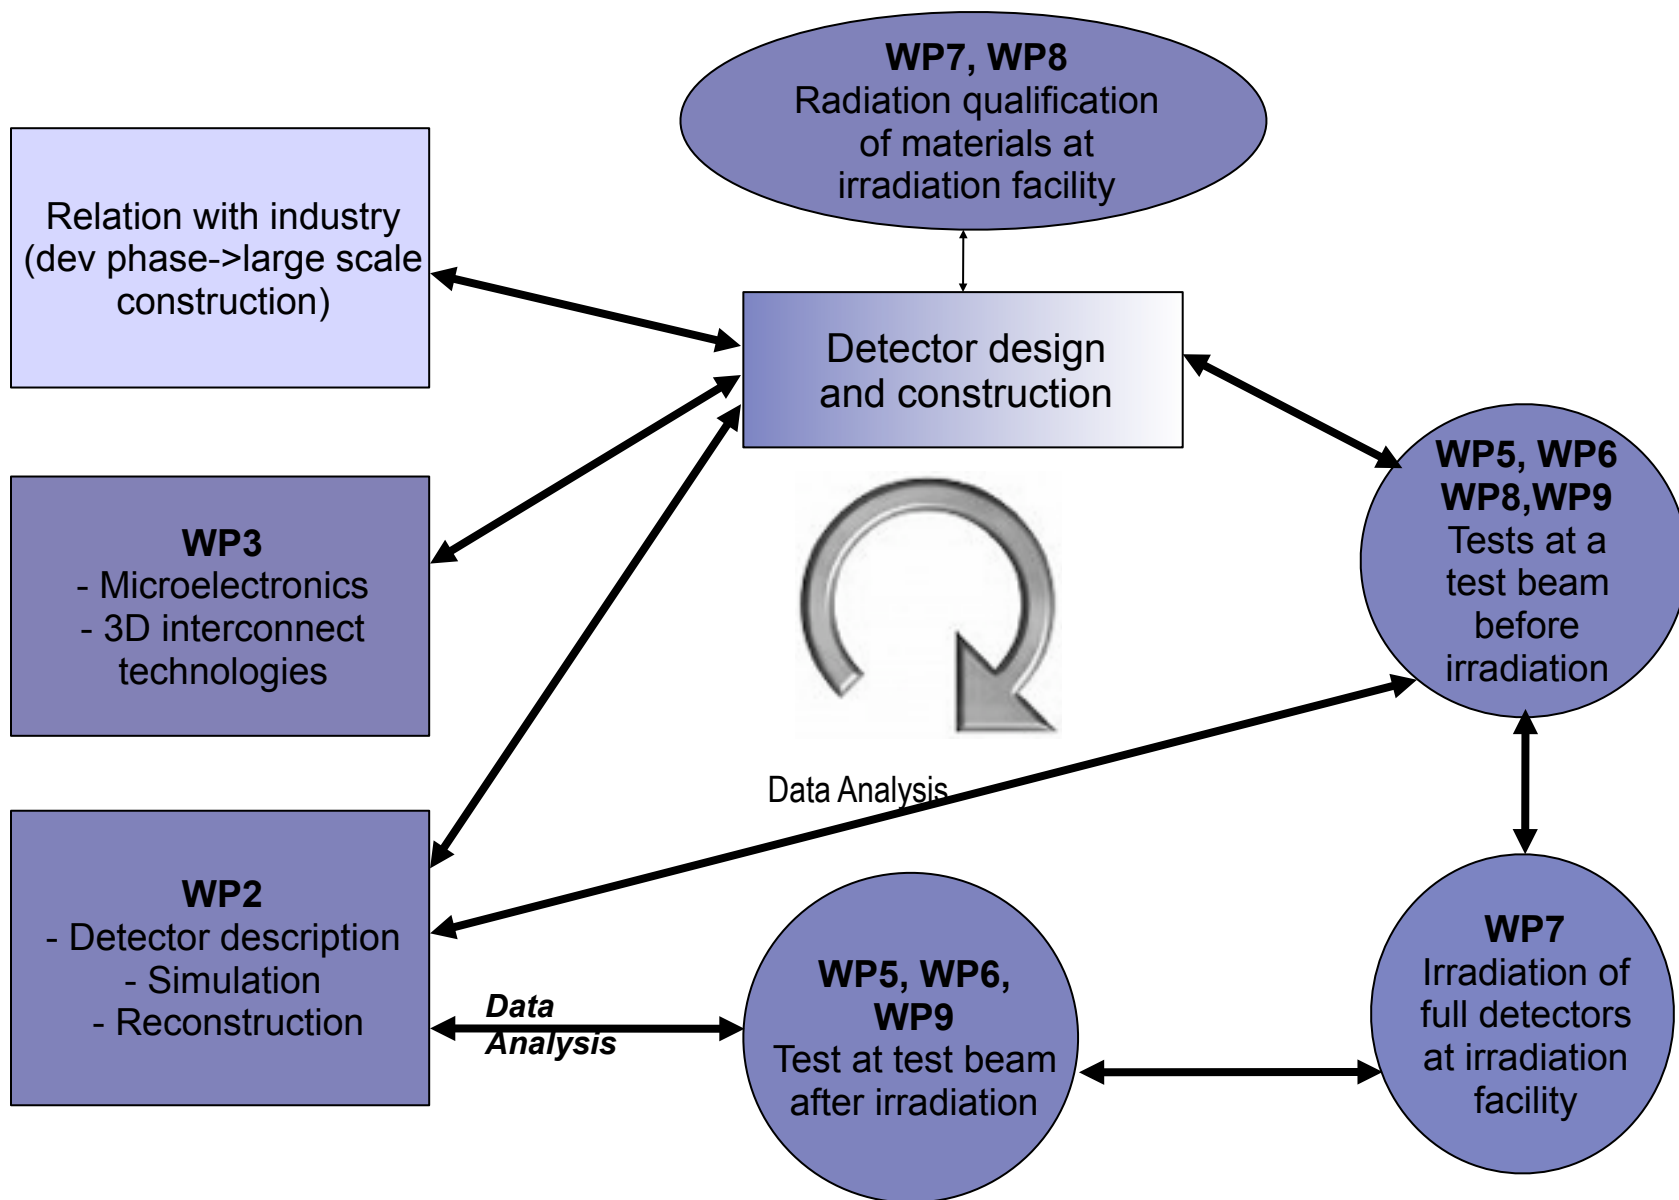 WP7, WP8
Radiation qualification
of materials at
irradiation facility
Relation with industry
(dev phase->large scale
construction)
Detector design
and construction
WP5, WP6
WP8,WP9
Tests at a
test beam
before
irradiation
WP3
- Microelectronics
- 3D interconnect
technologies
Data Analysis
WP2
- Detector description
- Simulation
- Reconstruction
Data
Analysis
WP5, WP6,
WP9
Test at test beam
after irradiation
WP7
Irradiation of
full detectors
at irradiation
facility